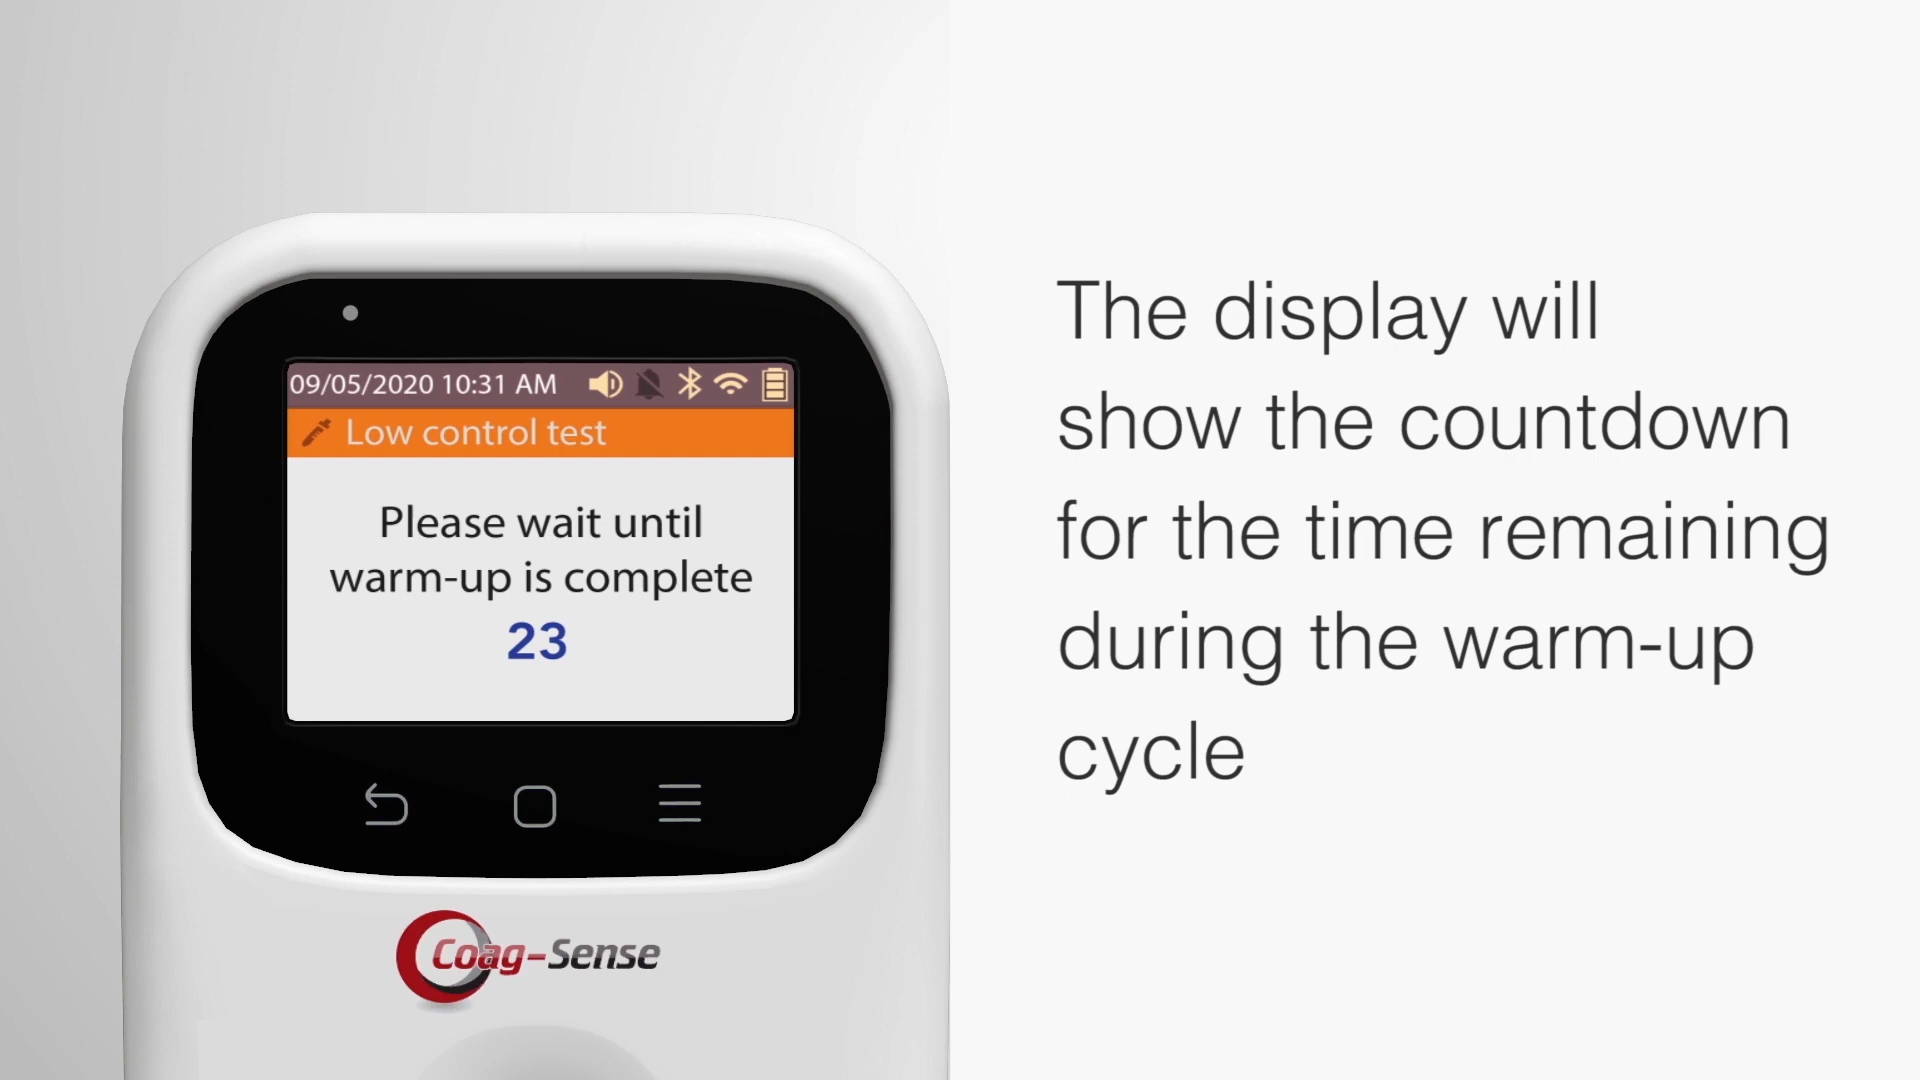 09/05/2020 10:31 AM
Low control test
Please wait until
warm-up is complete
23
Coag-Sense
The display will
show the countdown
for the time remaining
during the warm-up
cycle